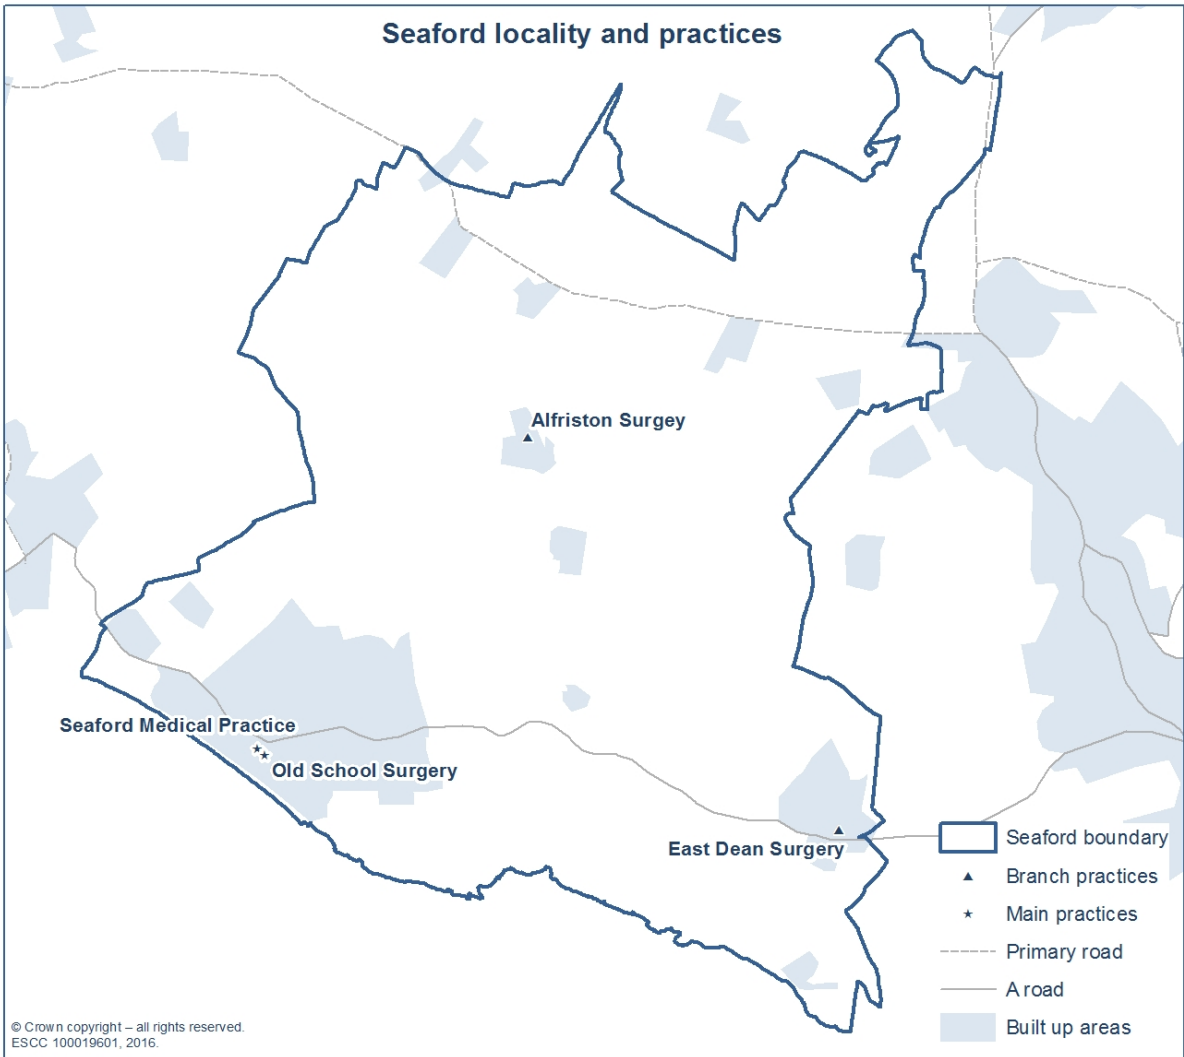 Seaford locality and practices
Alfriston Surgey
Seaford Medical Practice
Old School Surgery
East Dean Surgery
Seaford boundary
Branch practices
Main practices
Primary road
A road
Built up areas
© Crown copyright – all rights reserved.
ESCC 100019601, 2016.